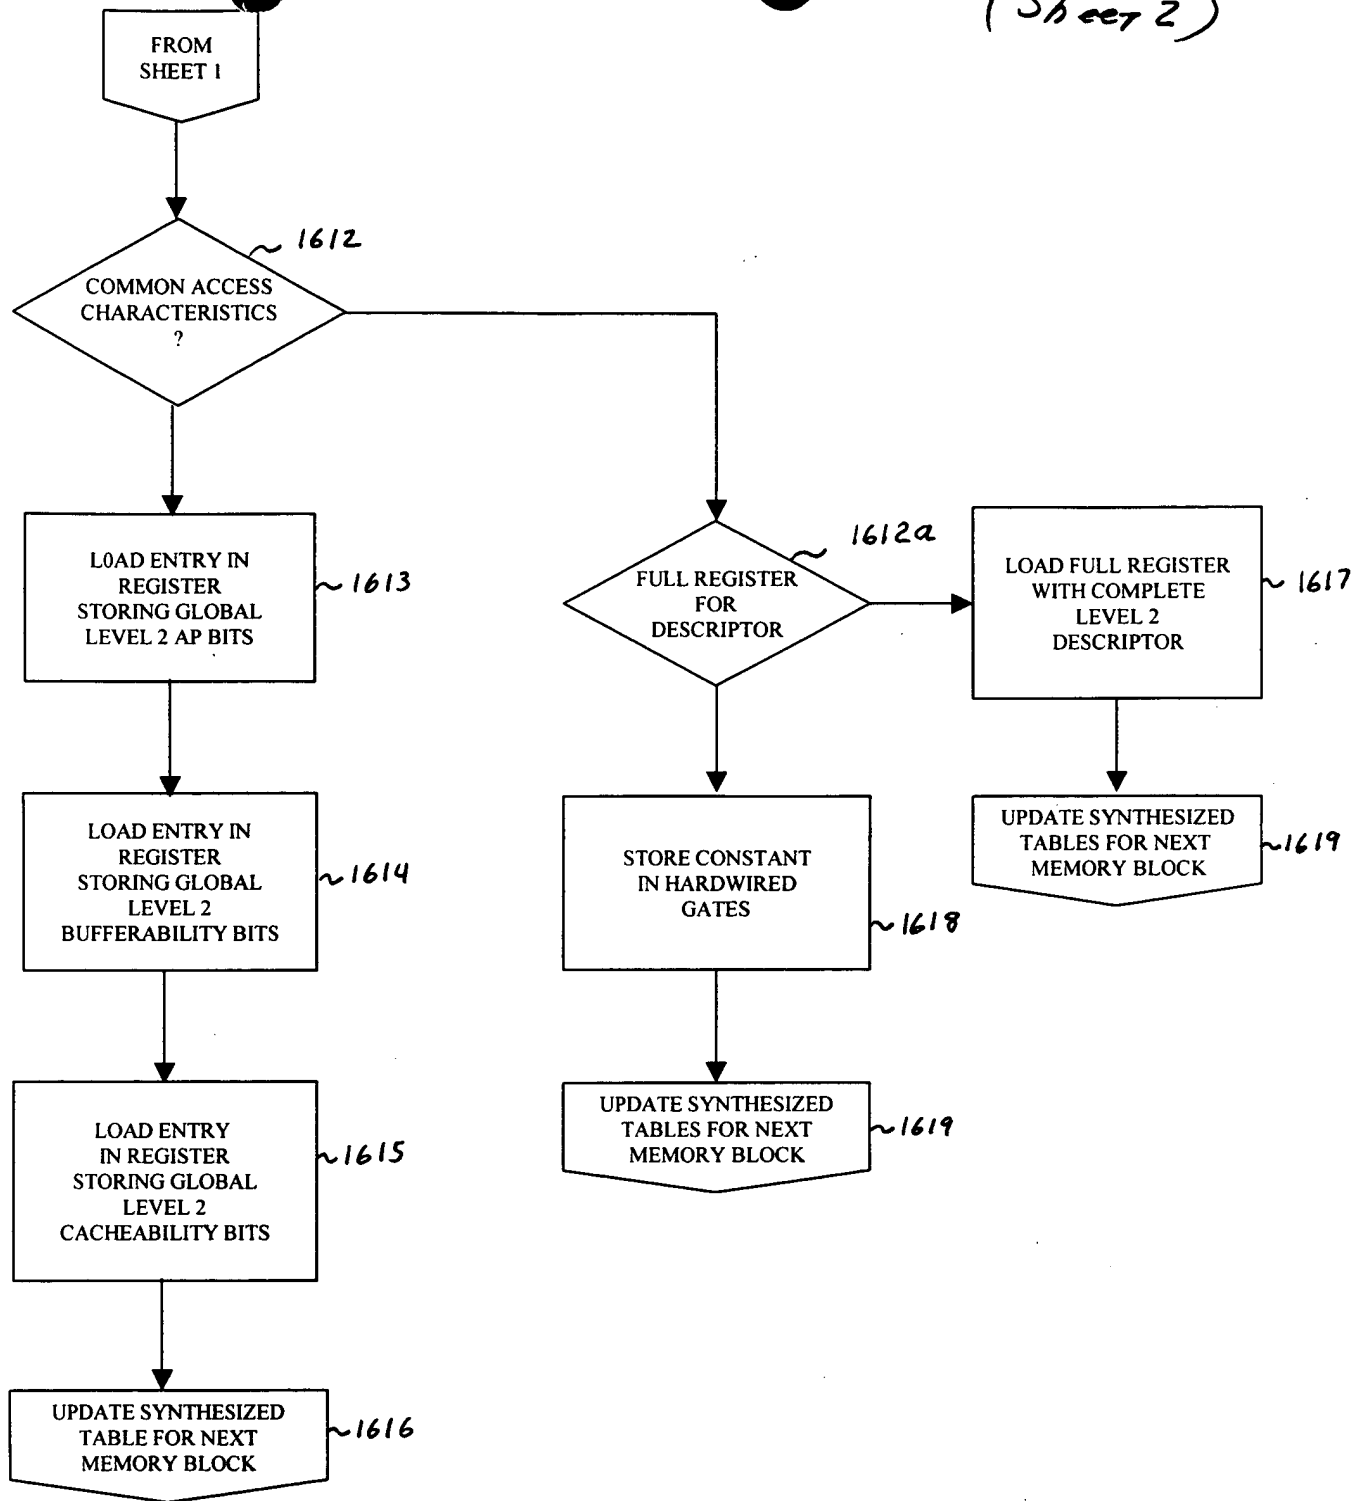 (Sheet 2)
FROM
SHEET 1
1612
COMMON ACCESS
CHARACTERISTICS
?
L0AD ENTRY IN
REGISTER
STORING GLOBAL
LEVEL 2 AP BITS
1613
LOAD ENTRY IN
REGISTER
STORING GLOBAL
LEVEL 2
BUFFERABILITY BITS
1614
LOAD ENTRY
IN REGISTER
STORING GLOBAL
LEVEL 2
CACHEABILITY BITS
1615
UPDATE SYNTHESIZED
TABLE FOR NEXT
MEMORY BLOCK
1616
1612a
FULL REGISTER
FOR
DESCRIPTOR
STORE CONSTANT
IN HARDWIRED
GATES
1618
UPDATE SYNTHESIZED
TABLES FOR NEXT
MEMORY BLOCK
1619
LOAD FULL REGISTER
WITH COMPLETE
LEVEL 2
DESCRIPTOR
1617
UPDATE SYNTHESIZED
TABLES FOR NEXT
MEMORY BLOCK
1619